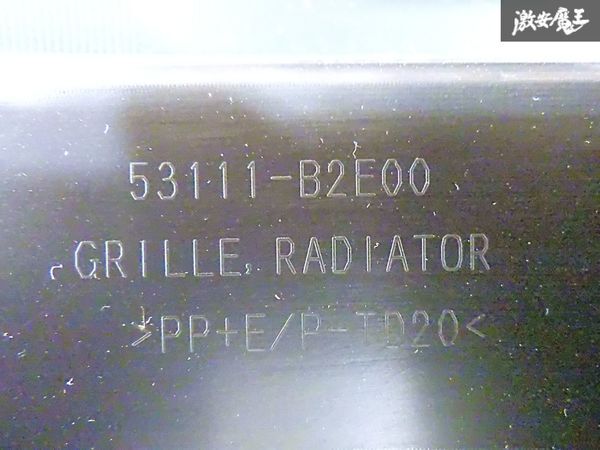 激安魔王
53111-B2E00
GRILLE, RADIATOR
>PP+E/P-TD20<